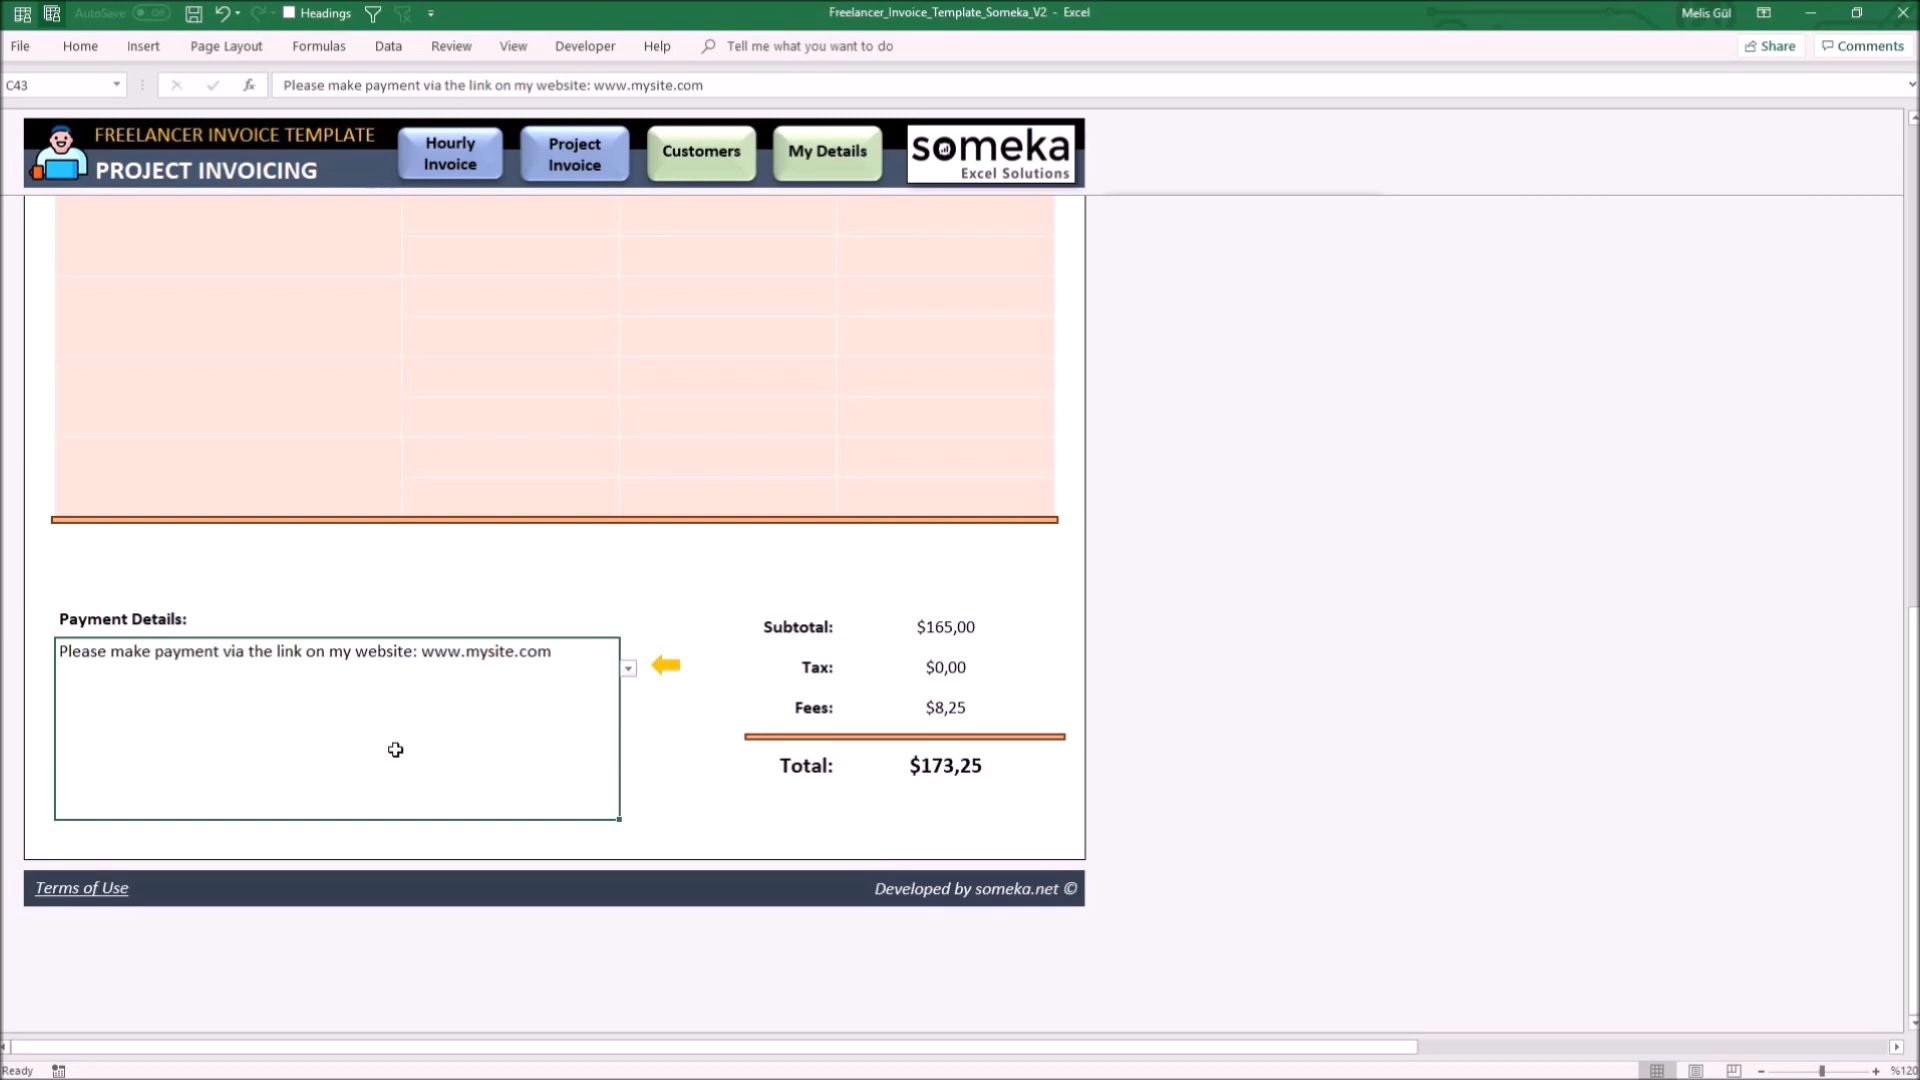 AutoSave Off Headings Freelancer_Invoice_Template_Someka_V2 - Excel Melis Gül
File Home Insert Page Layout Formulas Data Review View Developer Help Tell me what you want to do Share Comments
C43 fx Please make payment via the link on my website: www.mysite.com
FREELANCER INVOICE TEMPLATE
PROJECT INVOICING
Hourly
Invoice
Project
Invoice
Customers
My Details
someka
Excel Solutions
Payment Details:
Please make payment via the link on my website: www.mysite.com
Subtotal: $165,00
Tax: $0,00
Fees: $8,25
Total: $173,25
Terms of Use Developed by someka.net ©
Ready %120